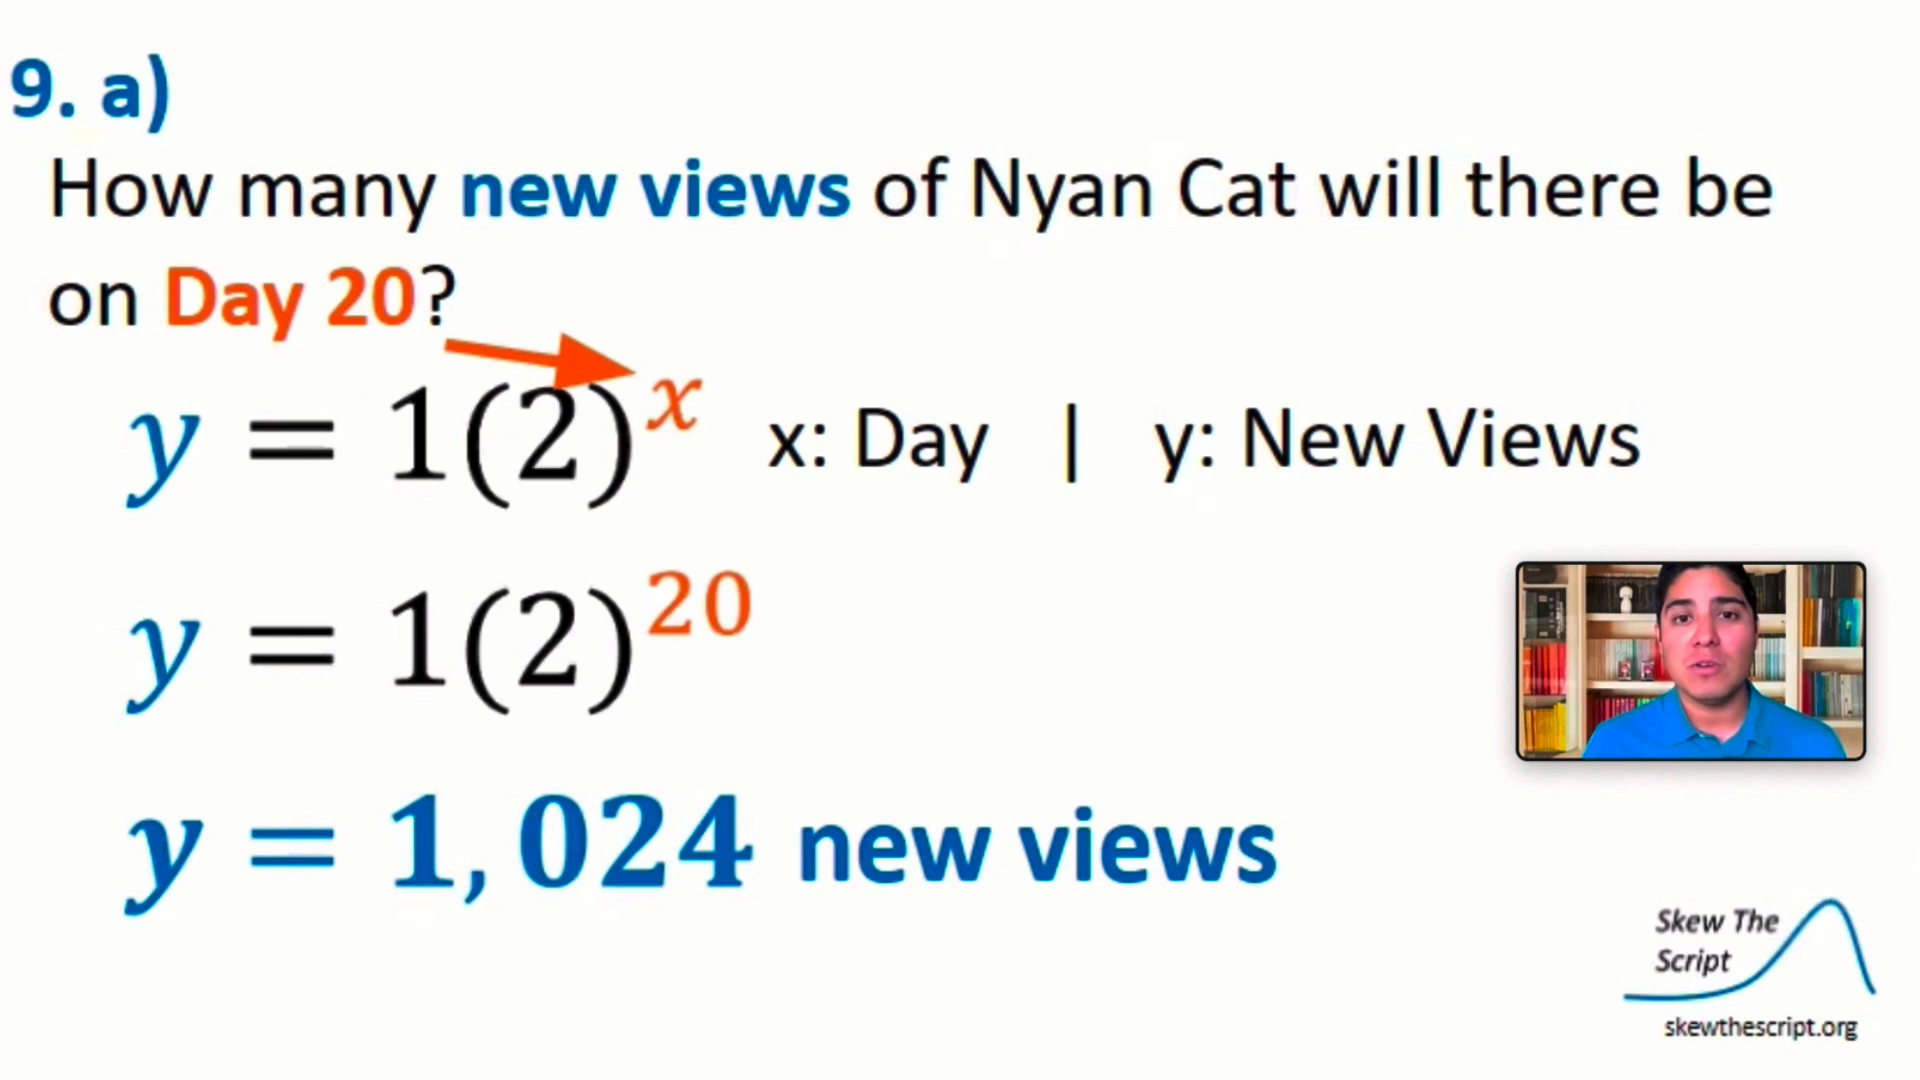 9. a)
How many new views of Nyan Cat will there be
on Day 20?
y = 1(2)^x x: Day | y: New Views
y = 1(2)^20
y = 1,024 new views
Skew The
Script
skewthescript.org